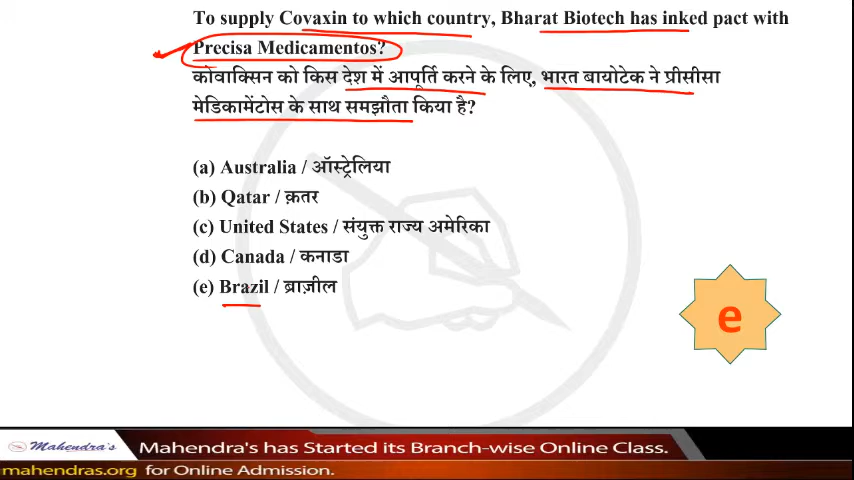 To supply Covaxin to which country, Bharat Biotech has inked pact with
Precisa Medicamentos?
कोवाक्सिन को किस देश में आपूर्ति करने के लिए, भारत बायोटेक ने प्रीसीसा
मेडिकामेंटोस के साथ समझौता किया है?
(a) Australia / ऑस्ट्रेलिया
(b) Qatar / क़तर
(c) United States / संयुक्त राज्य अमेरिका
(d) Canada / कनाडा
(e) Brazil / ब्राज़ील
e
Mahendra's
Mahendra's has Started its Branch-wise Online Class.
mahendras.org for Online Admission.